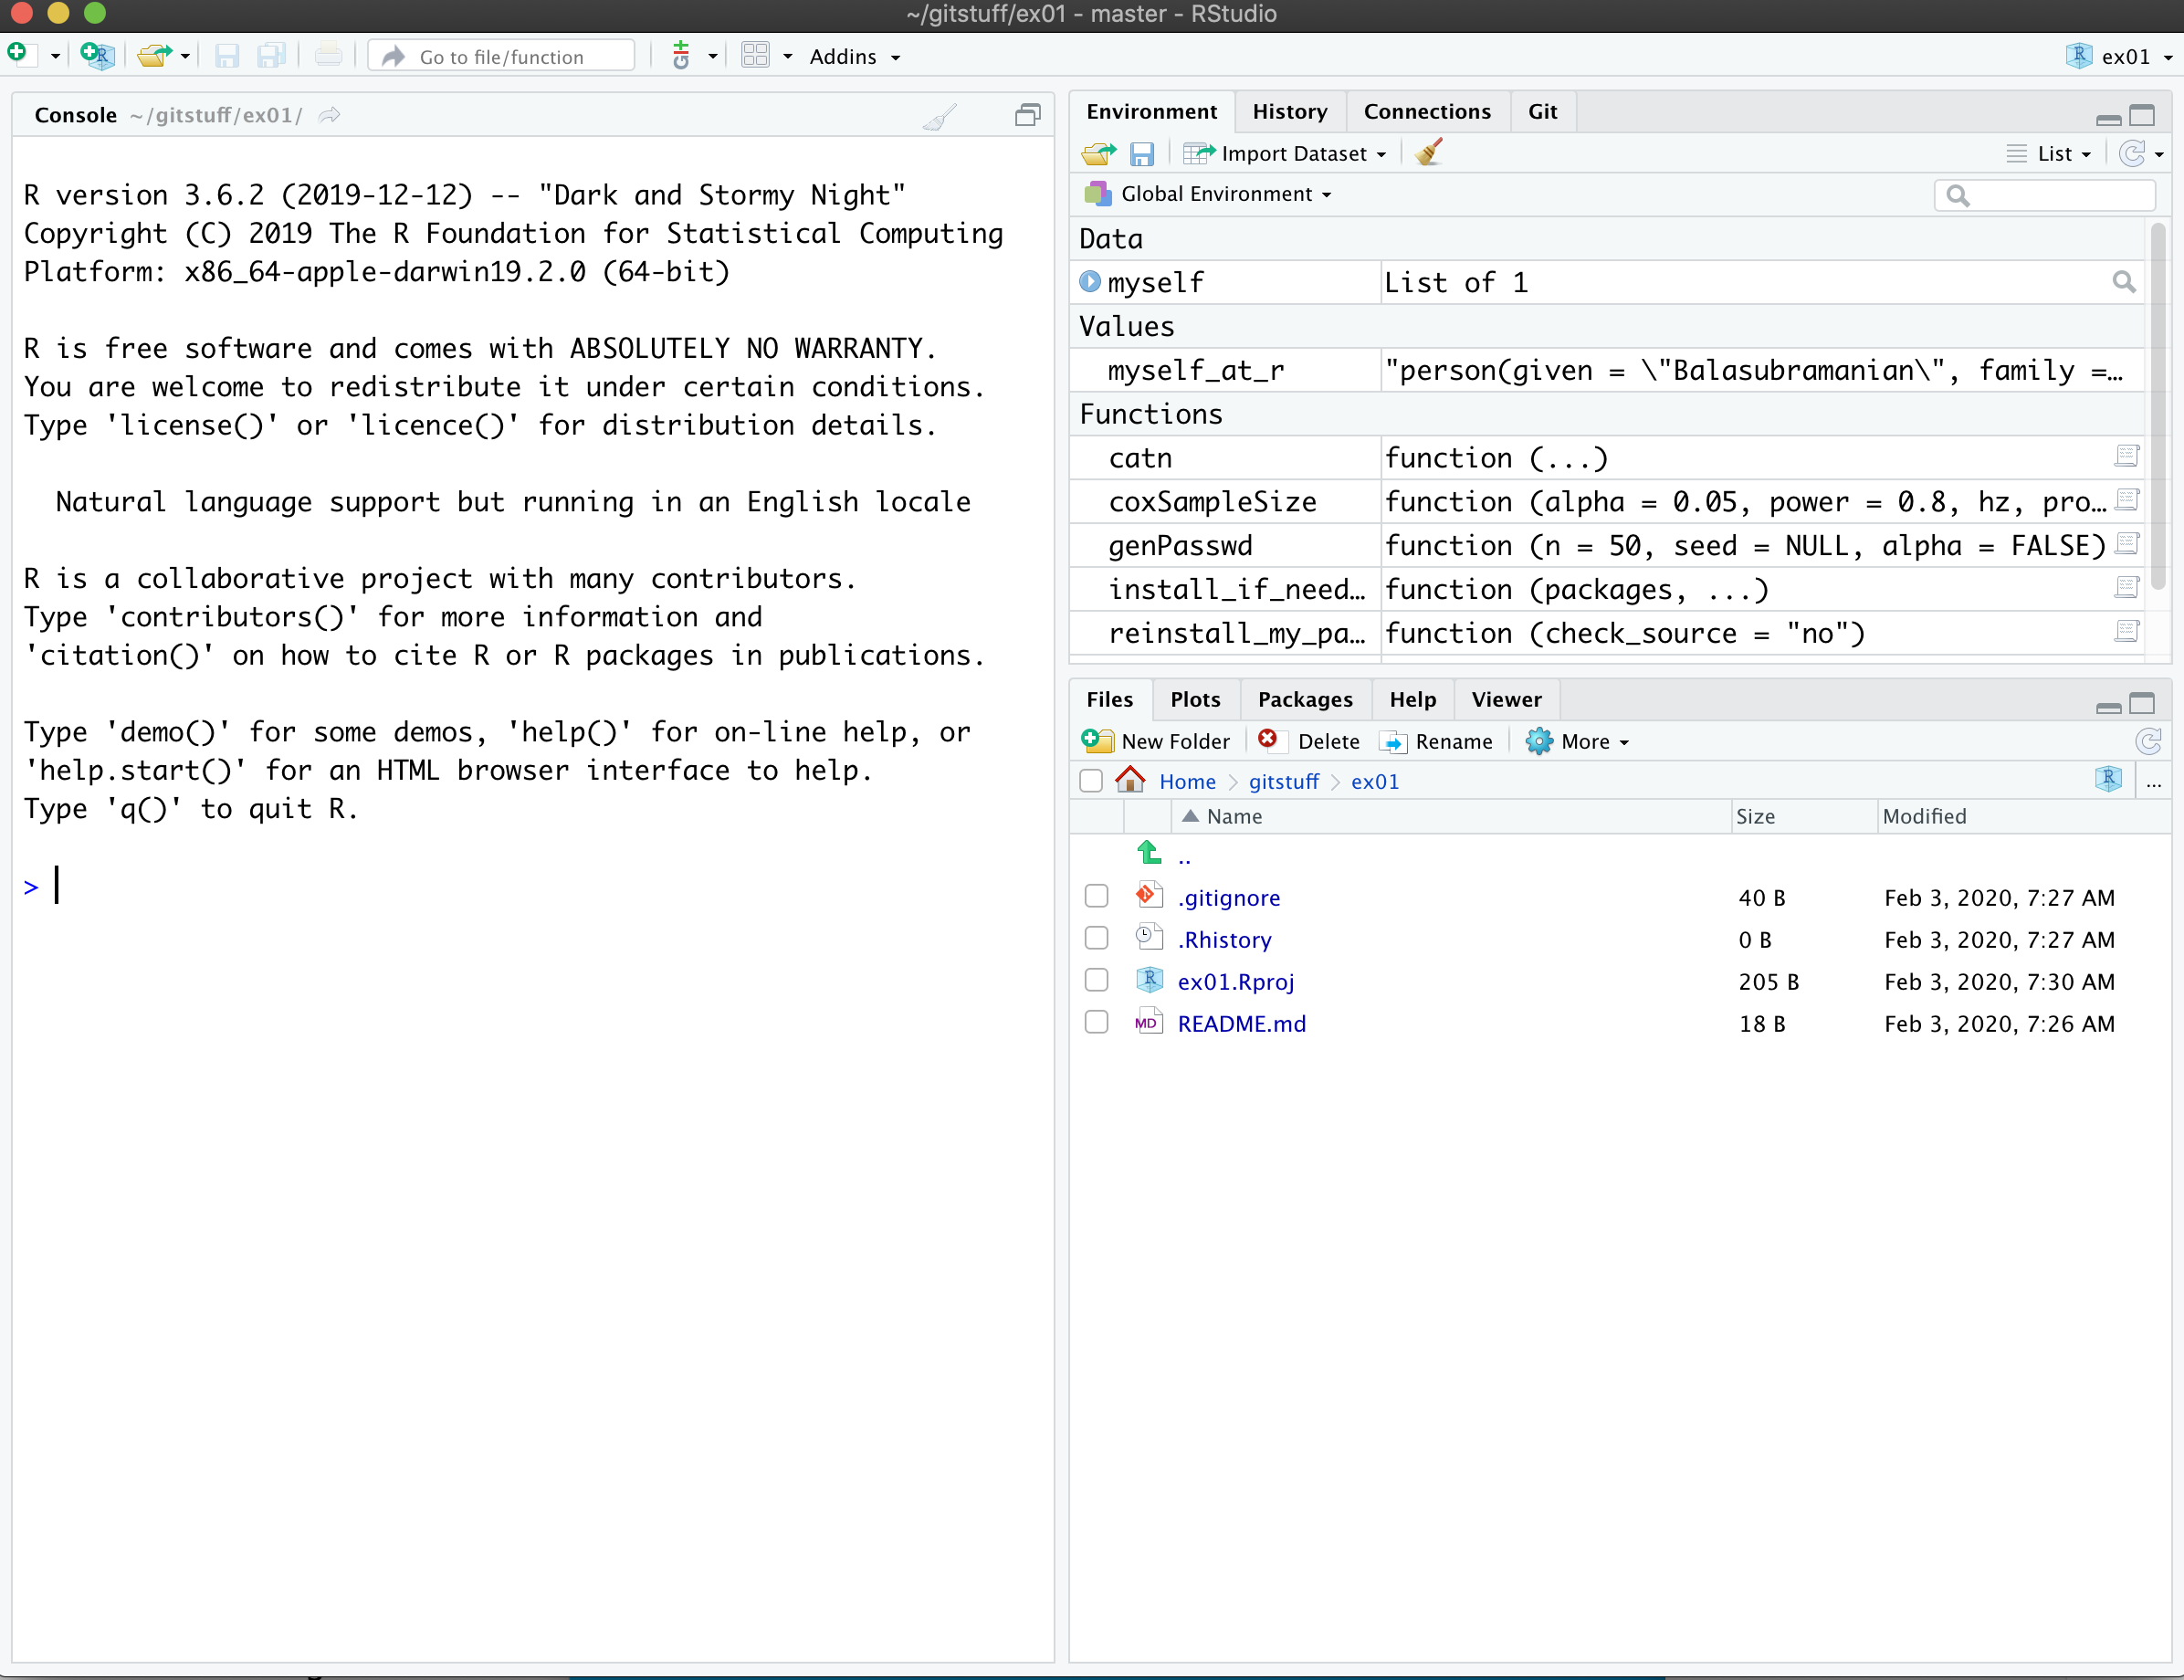 ~/gitstuff/ex01 - master - RStudio
Go to file/function
Git
Addins
ex01
Console ~/gitstuff/ex01/
R version 3.6.2 (2019-12-12) -- "Dark and Stormy Night"
Copyright (C) 2019 The R Foundation for Statistical Computing
Platform: x86_64-apple-darwin19.2.0 (64-bit)
R is free software and comes with ABSOLUTELY NO WARRANTY.
You are welcome to redistribute it under certain conditions.
Type 'license()' or 'licence()' for distribution details.
Natural language support but running in an English locale
R is a collaborative project with many contributors.
Type 'contributors()' for more information and
'citation()' on how to cite R or R packages in publications.
Type 'demo()' for some demos, 'help()' for on-line help, or
'help.start()' for an HTML browser interface to help.
Type 'q()' to quit R.
>
Environment History Connections Git
Import Dataset List
Global Environment
Data
myself List of 1
Values
myself_at_r "person(given = \"Balasubramanian\", family =…
Functions
catn function (...)
coxSampleSize function (alpha = 0.05, power = 0.8, hz, pro…
genPasswd function (n = 50, seed = NULL, alpha = FALSE)
install_if_need… function (packages, ...)
reinstall_my_pa… function (check_source = "no")
Files Plots Packages Help Viewer
New Folder Delete Rename More
Home gitstuff ex01 ...
Name Size Modified
..
.gitignore 40 B Feb 3, 2020, 7:27 AM
.Rhistory 0 B Feb 3, 2020, 7:27 AM
ex01.Rproj 205 B Feb 3, 2020, 7:30 AM
README.md 18 B Feb 3, 2020, 7:26 AM